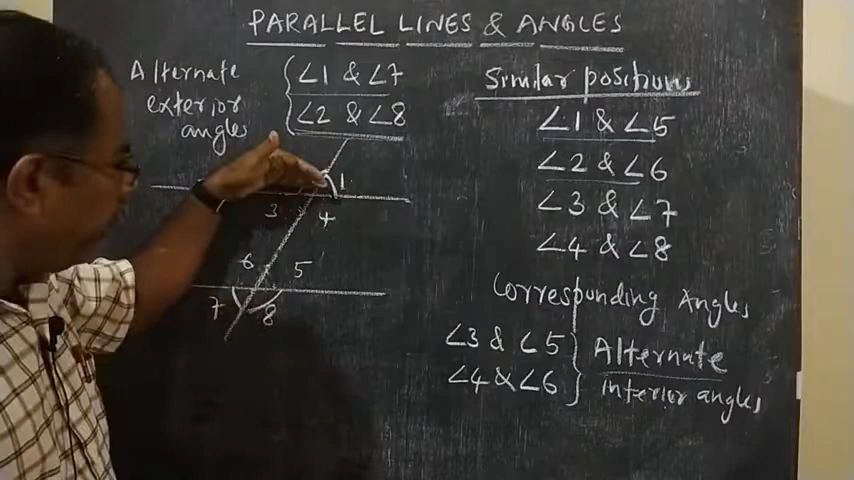 PARALLEL LINES & ANGLES
Alternate
exterior
angles
∠1 & ∠7
∠2 & ∠8
1
3
4
6
5
7
8
Similar positions
∠1 & ∠5
∠2 & ∠6
∠3 & ∠7
∠4 & ∠8
Corresponding Angles
∠3 & ∠5
∠4 & ∠6
Alternate
interior angles